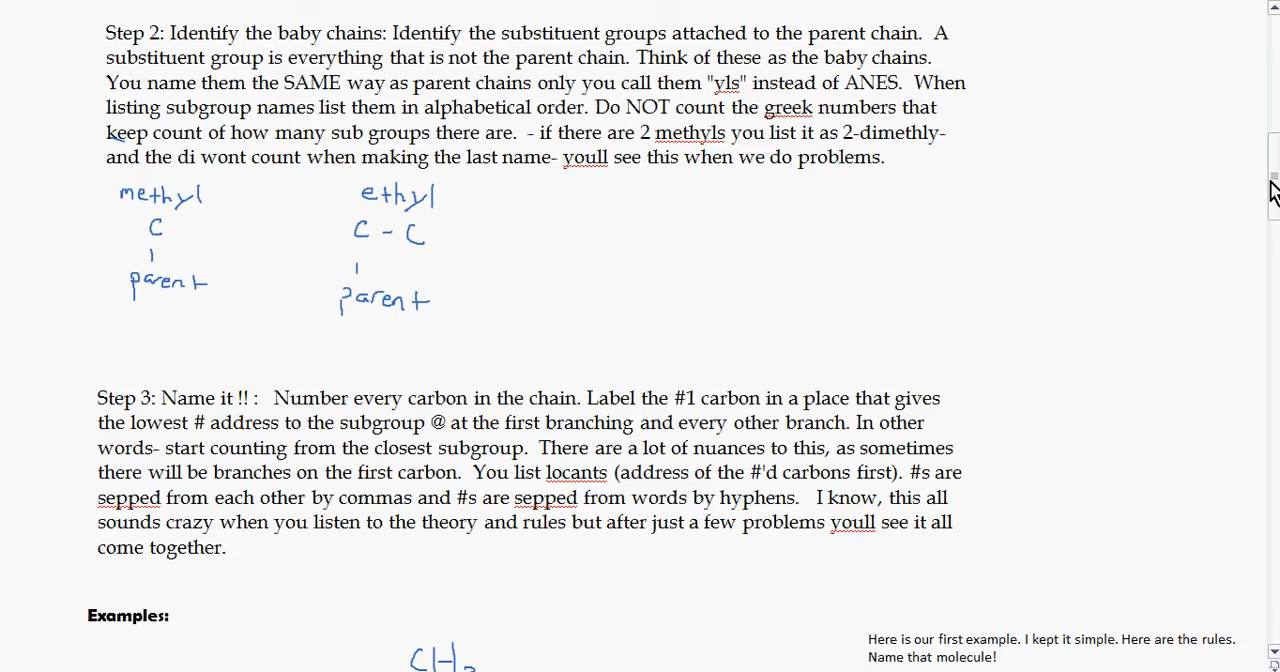 Step 2: Identify the baby chains: Identify the substituent groups attached to the parent chain.  A
substituent group is everything that is not the parent chain. Think of these as the baby chains.
You name them the SAME way as parent chains only you call them "yls" instead of ANES.  When
listing subgroup names list them in alphabetical order. Do NOT count the greek numbers that
keep count of how many sub groups there are.  - if there are 2 methyls you list it as 2-dimethly-
and the di wont count when making the last name- youll see this when we do problems.
methyl ethyl
C C - C
parent parent
Step 3: Name it !! :   Number every carbon in the chain. Label the #1 carbon in a place that gives
the lowest # address to the subgroup @ at the first branching and every other branch. In other
words- start counting from the closest subgroup.  There are a lot of nuances to this, as sometimes
there will be branches on the first carbon.  You list locants (address of the #'d carbons first). #s are
sepped from each other by commas and #s are sepped from words by hyphens.   I know, this all
sounds crazy when you listen to the theory and rules but after just a few problems youll see it all
come together.
Examples:
Here is our first example. I kept it simple. Here are the rules.
Name that molecule!